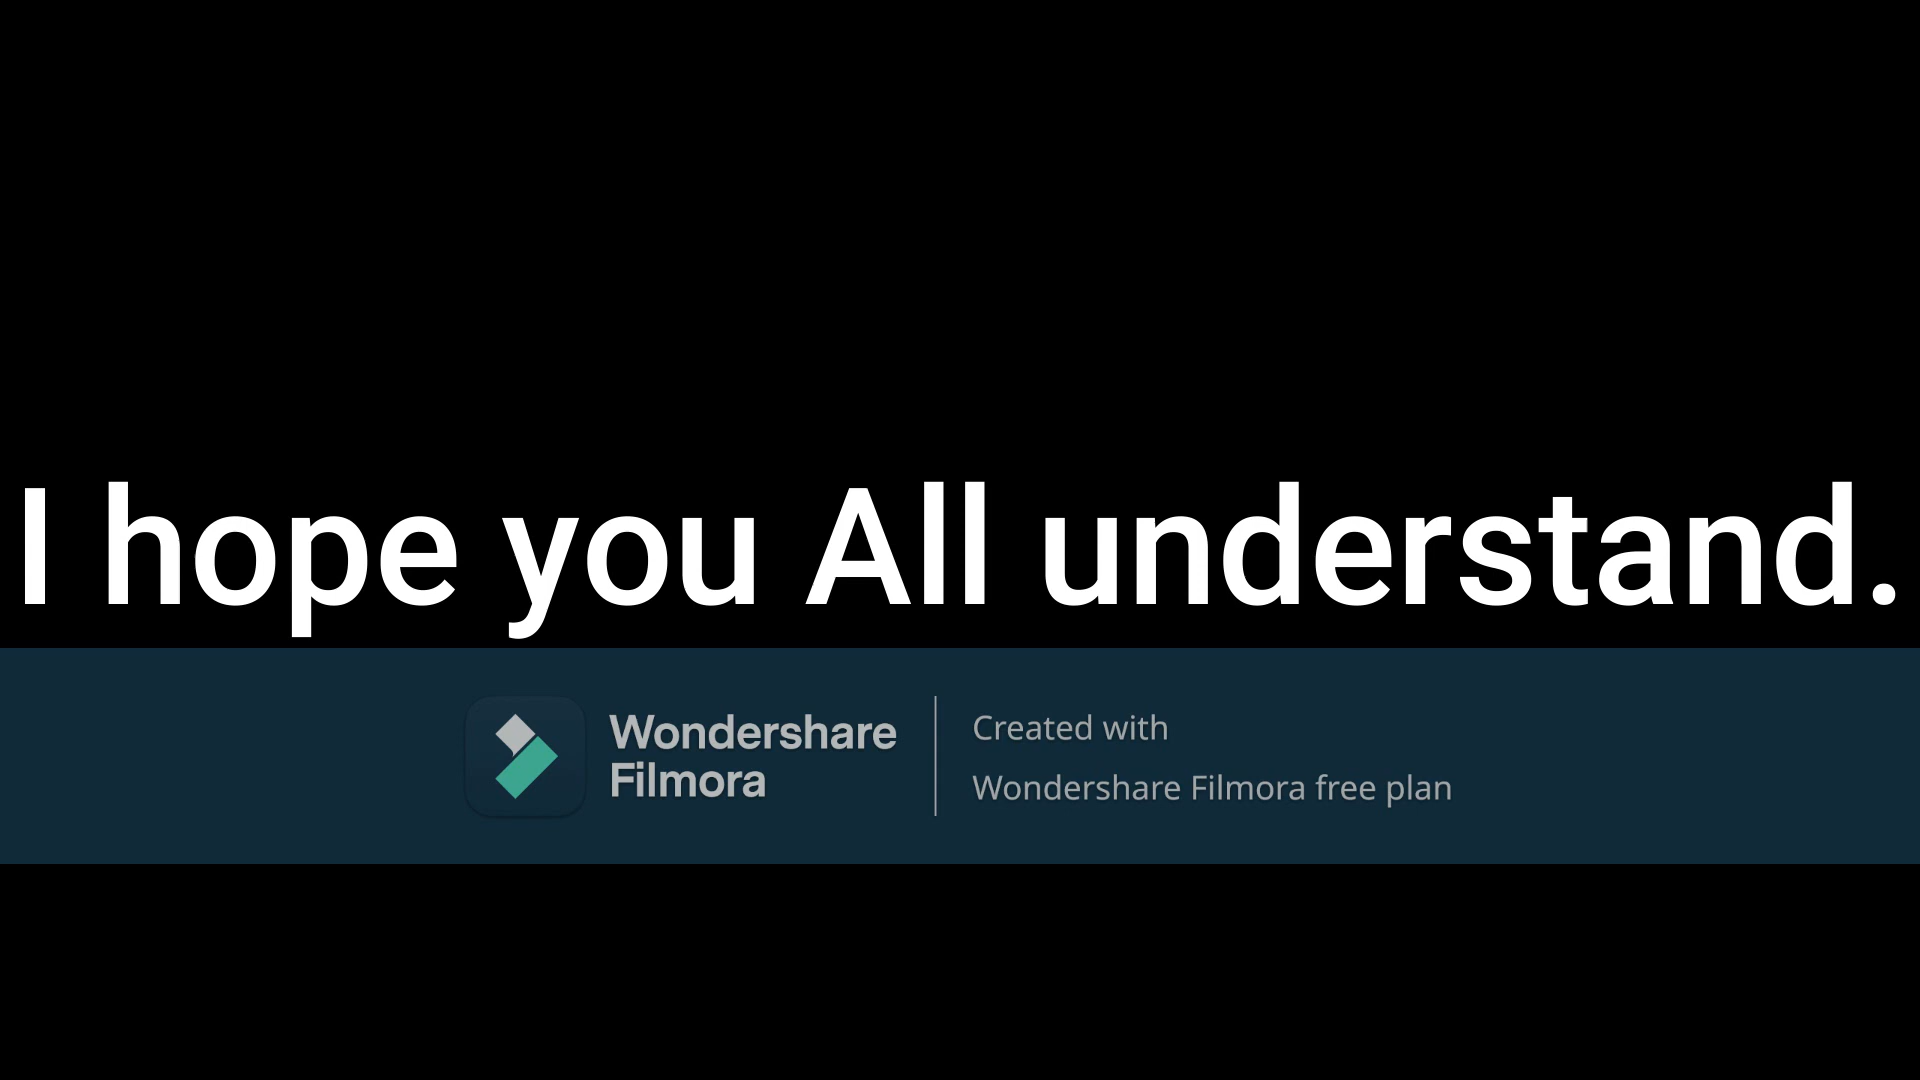 I hope you All understand.
Wondershare
Filmora
Created with
Wondershare Filmora free plan